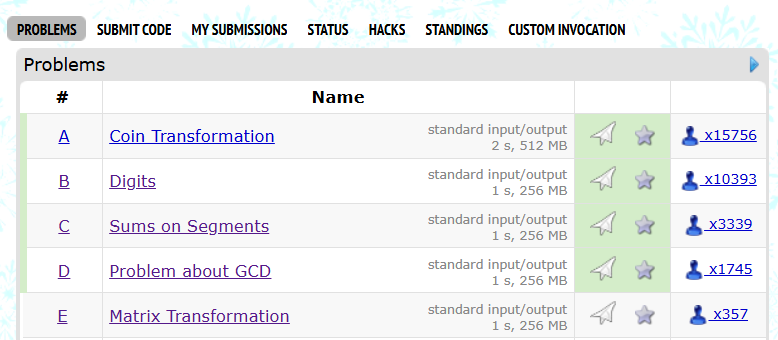 PROBLEMS SUBMIT CODE MY SUBMISSIONS STATUS HACKS STANDINGS CUSTOM INVOCATION
Problems
# Name
A Coin Transformation standard input/output 2 s, 512 MB x15756
B Digits standard input/output 1 s, 256 MB x10393
C Sums on Segments standard input/output 1 s, 256 MB x3339
D Problem about GCD standard input/output 1 s, 256 MB x1745
E Matrix Transformation standard input/output 1 s, 256 MB x357